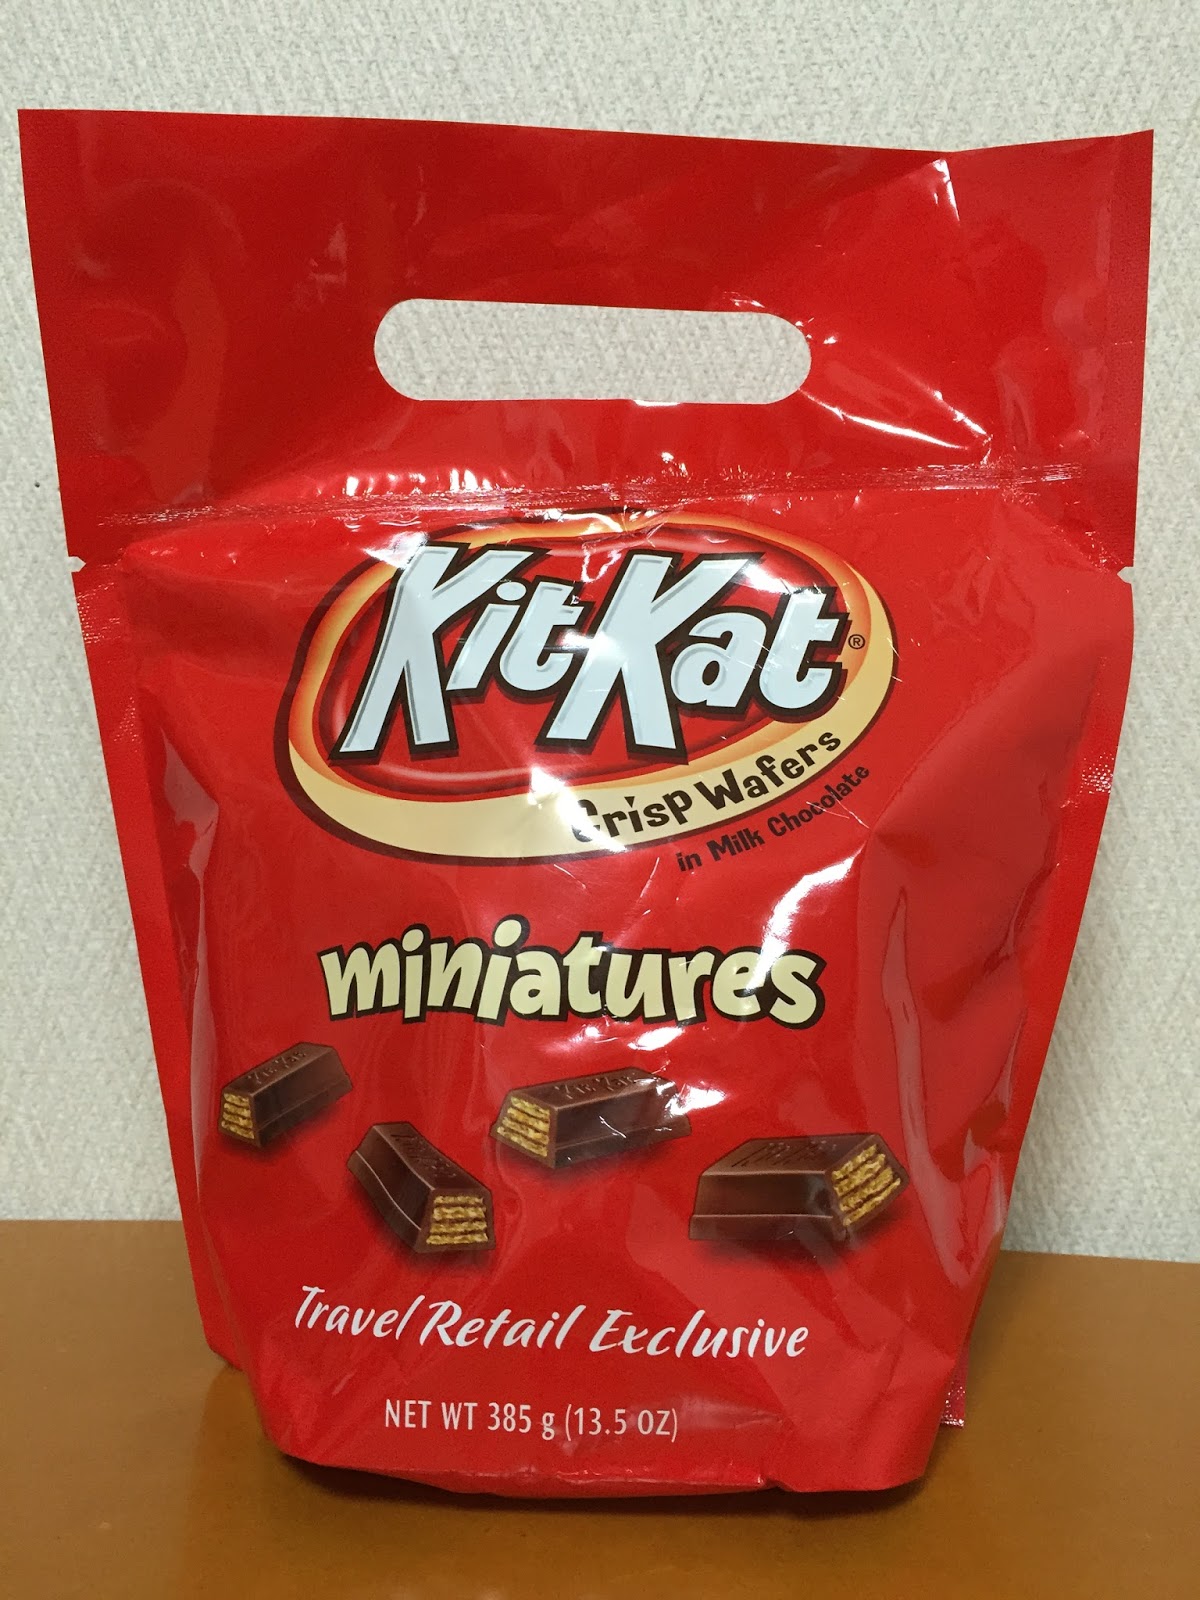 KitKat®
Crisp Wafers
in Milk Chocolate
miniatures
Travel Retail Exclusive
NET WT 385 g (13.5 OZ)